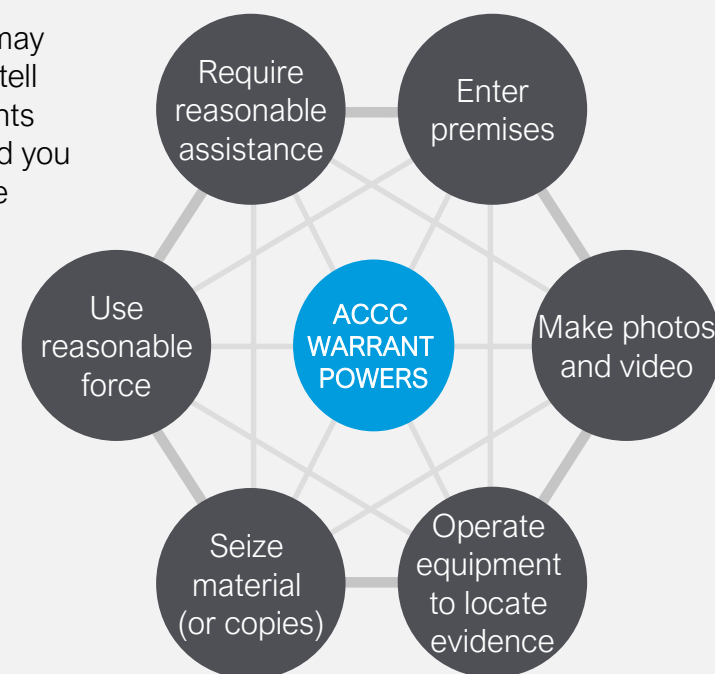 may
tell
nts
d you
e
Require
reasonable
assistance
Enter
premises
Use
reasonable
force
ACCC
WARRANT
POWERS
Make photos
and video
Seize
material
(or copies)
Operate
equipment
to locate
evidence